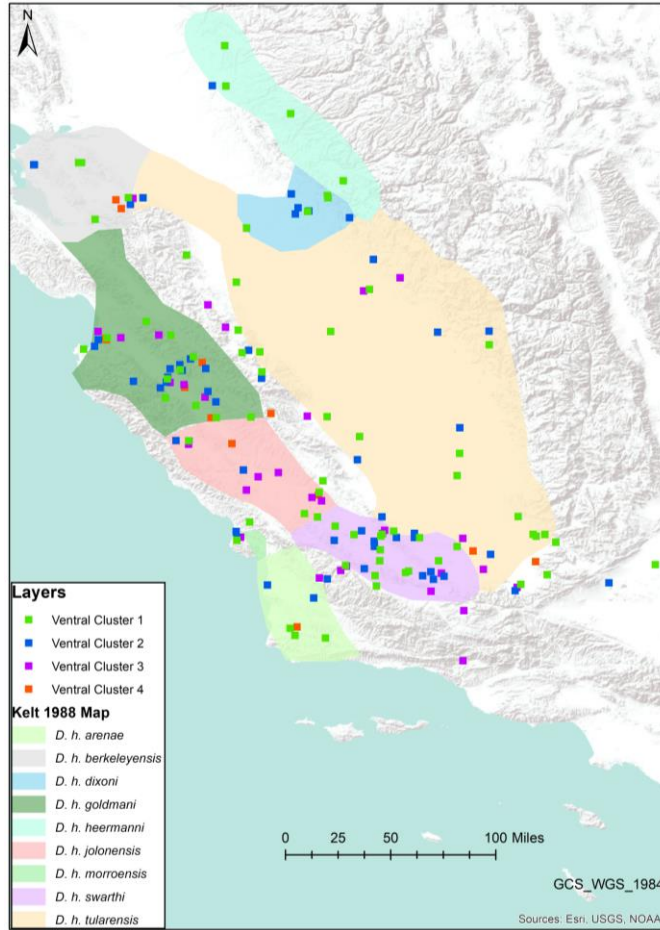 N
Layers
Ventral Cluster 1
Ventral Cluster 2
Ventral Cluster 3
Ventral Cluster 4
Kelt 1988 Map
D. h. arenae
D. h. berkeleyensis
D. h. dixoni
D. h. goldmani
D. h. heermanni
D. h. jolonensis
D. h. morroensis
D. h. swarthi
D. h. tularensis
0 25 50 100 Miles
GCS_WGS_1984
Sources: Esri, USGS, NOAA